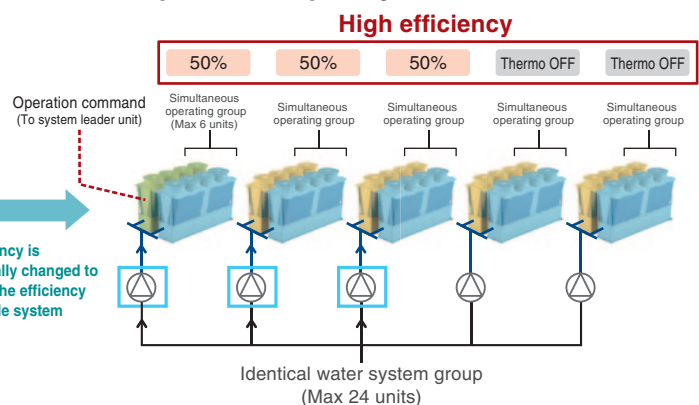 High efficiency
50% 50% 50% Thermo OFF Thermo OFF
Operation command
(To system leader unit)
Simultaneous
operating group
(Max 6 units)
Simultaneous
operating group
Simultaneous
operating group
Simultaneous
operating group
Simultaneous
operating group
ncy is
ally changed to
he efficiency
le system
Identical water system group
(Max 24 units)